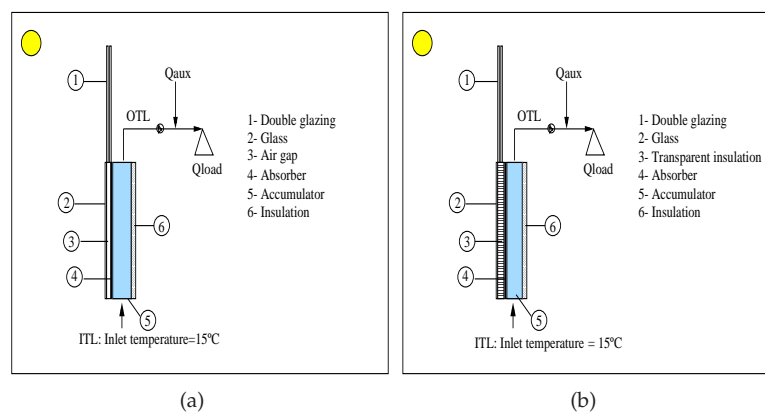 Qaux
1
OTL
1- Double glazing
2- Glass
3- Air gap
4- Absorber
5- Accumulator
6- Insulation
Qload
2
6
3
4
5
ITL: Inlet temperature=15ºC
(a)
Qaux
1
OTL
1- Double glazing
2- Glass
3- Transparent insulation
4- Absorber
5- Accumulator
6- Insulation
Qload
2
6
3
4
5
ITL: Inlet temperature = 15ºC
(b)